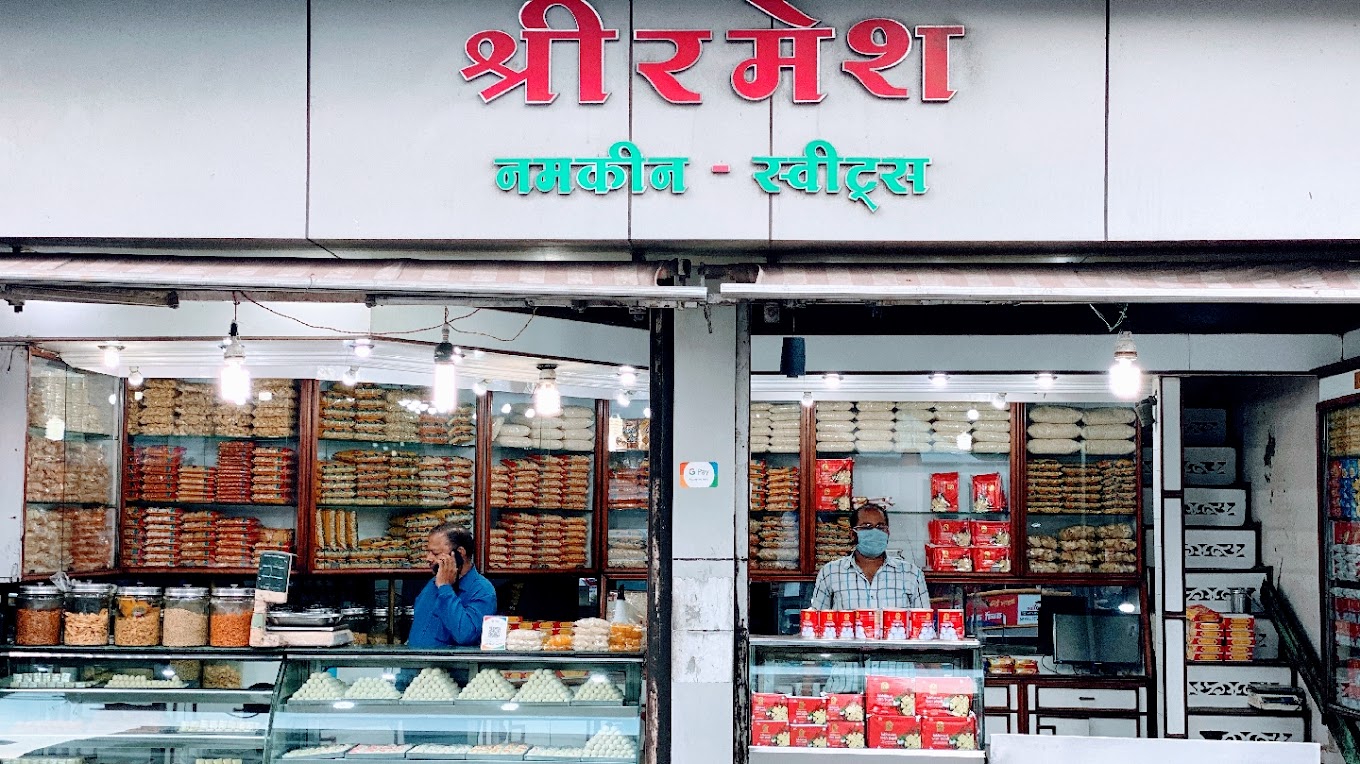 श्री रमेश
नमकीन - स्वीट्स
G Pay